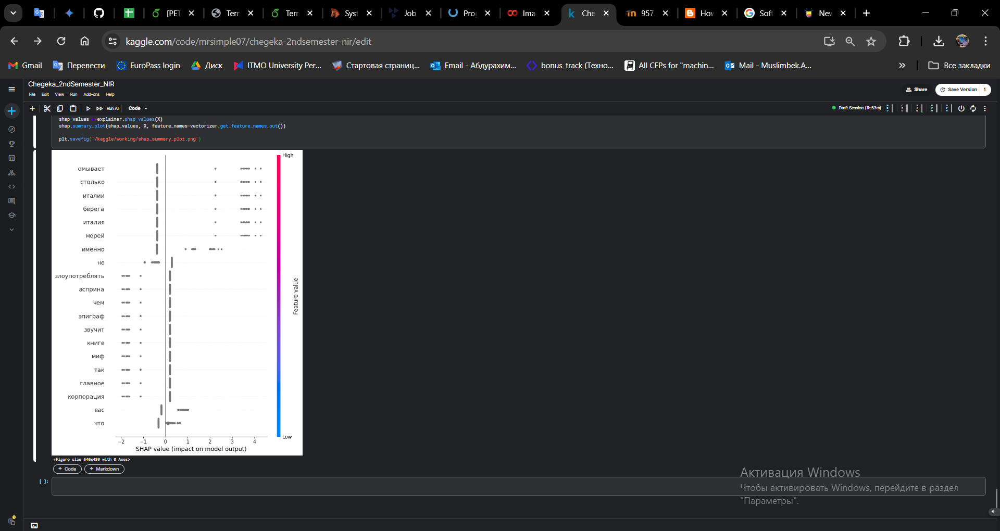 [PE
Terr
Terr
Syst
Job
Pro
Ima
Che
957
Hov
Sof
Nev
kaggle.com/code/mrsimple07/chegeka-2ndsemester-nir/edit
Gmail
Перевести
EuroPass login
Диск
ITMO University Per...
Стартовая страниц...
Email - Абдурахим...
bonus_track (Техно...
All CFPs for "machin...
Mail - Muslimbek.A...
Все закладки
Chegeka_2ndSemester_NIR
File Edit View Run Add-ons Help
Share
Save Version 1
Run All
Code
Draft Session (1h:53m)
shap_values = explainer.shap_values(X)
shap.summary_plot(shap_values, X, feature_names=vectorizer.get_feature_names_out())
plt.savefig('/kaggle/working/shap_summary_plot.png')
High
омывает
столько
италии
берега
италия
морей
именно
не
злоупотреблять
асприна
чем
эпиграф
звучит
книге
миф
так
главное
корпорация
вас
что
Feature value
Low
−2 −1 0 1 2 3 4
SHAP value (impact on model output)
<Figure size 640x480 with 0 Axes>
+ Code + Markdown
[ ]:
Активация Windows
Чтобы активировать Windows, перейдите в раздел
"Параметры".